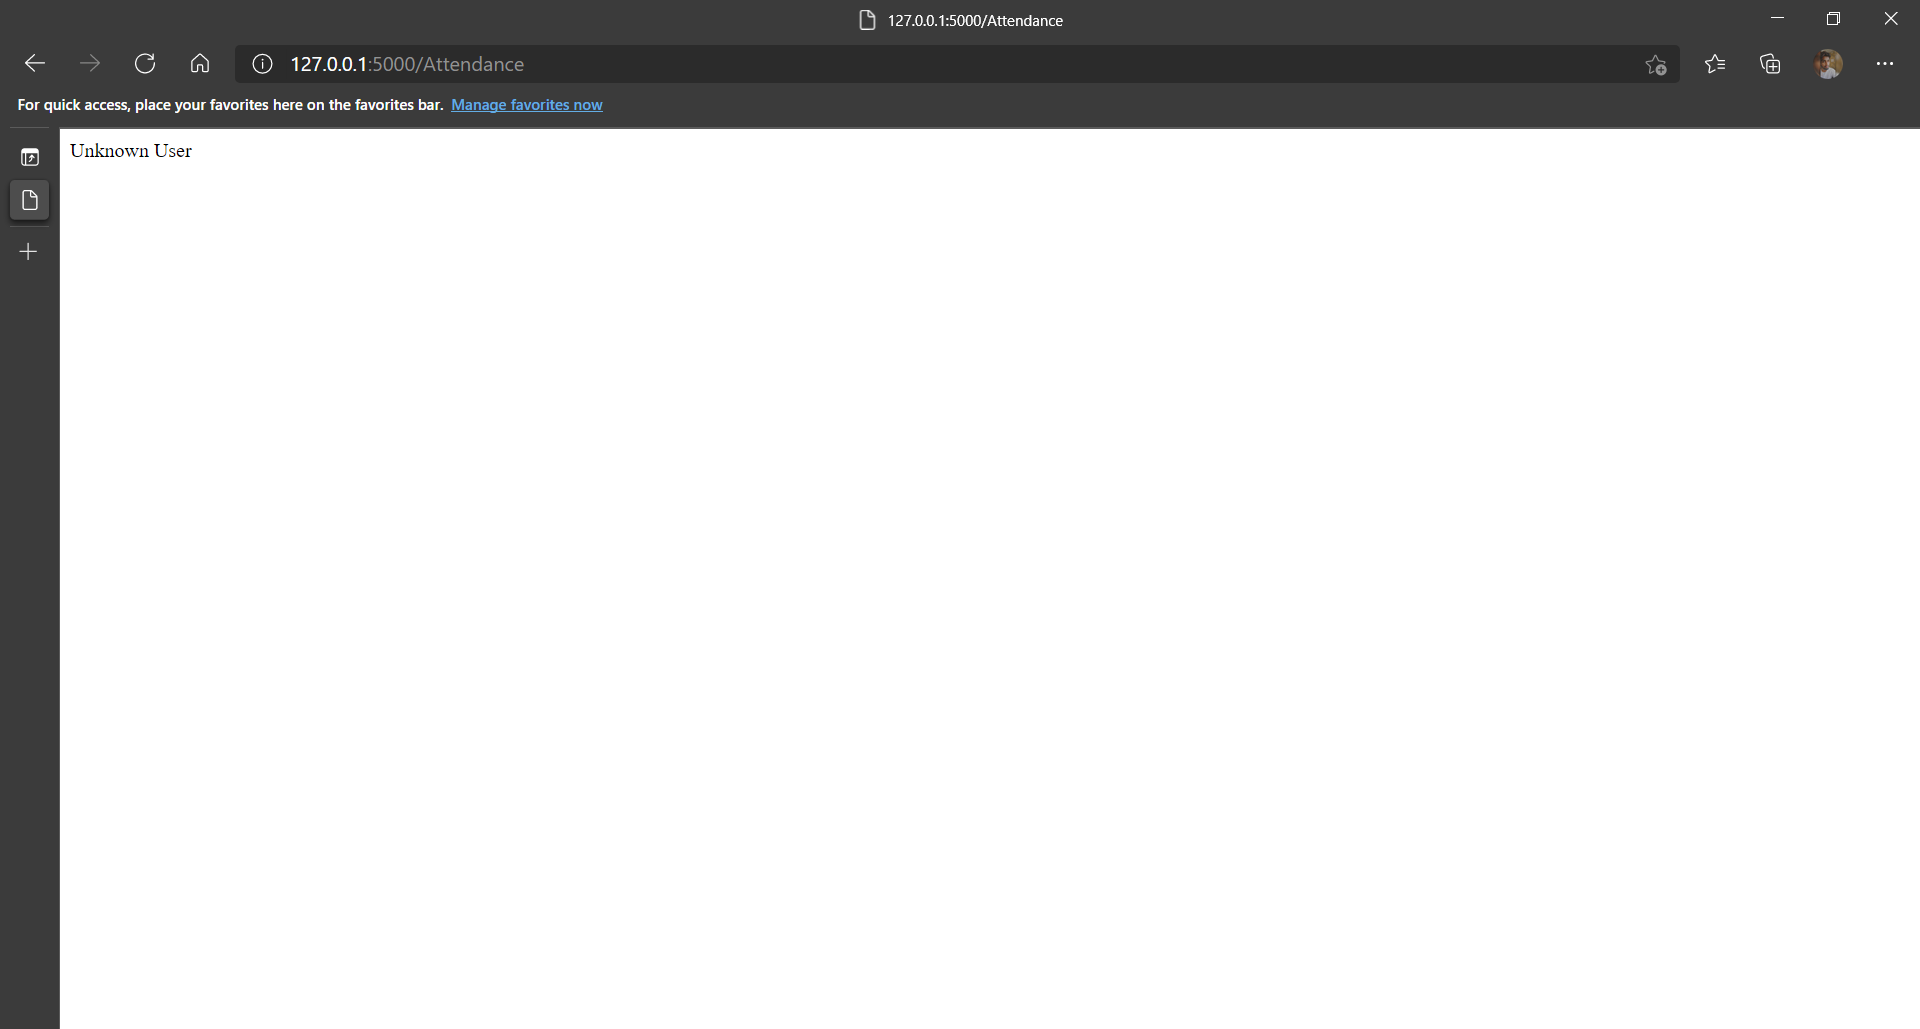 127.0.0.1:5000/Attendance
127.0.0.1:5000/Attendance
For quick access, place your favorites here on the favorites bar. Manage favorites now
Unknown User